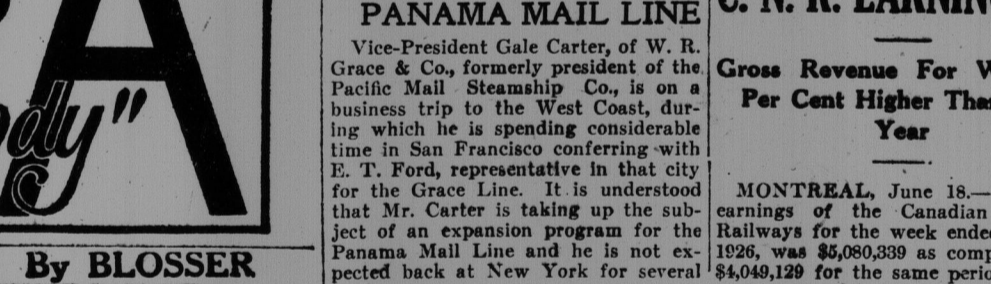 A
ody"
By BLOSSER
PANAMA MAIL LINE
Vice-President Gale Carter, of W. R.
Grace & Co., formerly president of the
Pacific Mail Steamship Co., is on a
business trip to the West Coast, dur-
ing which he is spending considerable
time in San Francisco conferring with
E. T. Ford, representative in that city
for the Grace Line. It is understood
that Mr. Carter is taking up the sub-
ject of an expansion program for the
Panama Mail Line and he is not ex-
pected back at New York for several
Gross Revenue For
Per Cent Higher
Year
MONTREAL, June 18.—
earnings of the Canadian
Railways for the week
1926, was $5,080,339 as
$4,049,129 for the same